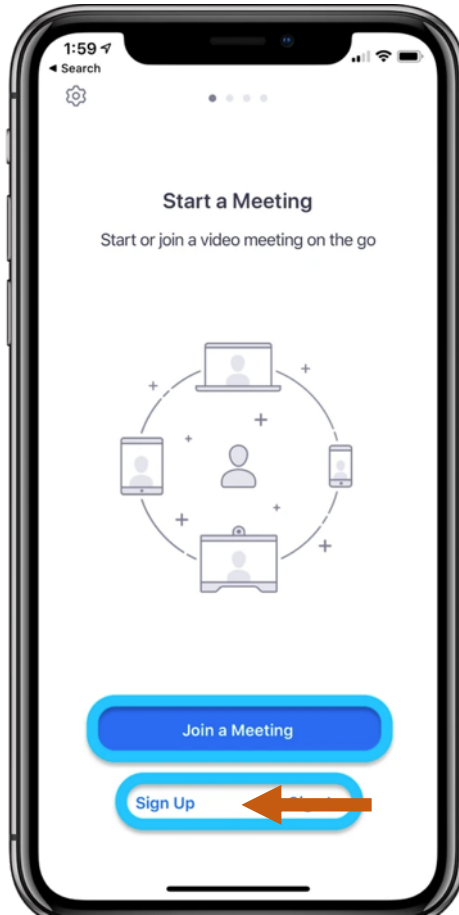 1:59
Search
Start a Meeting
Start or join a video meeting on the go
Join a Meeting
Sign Up